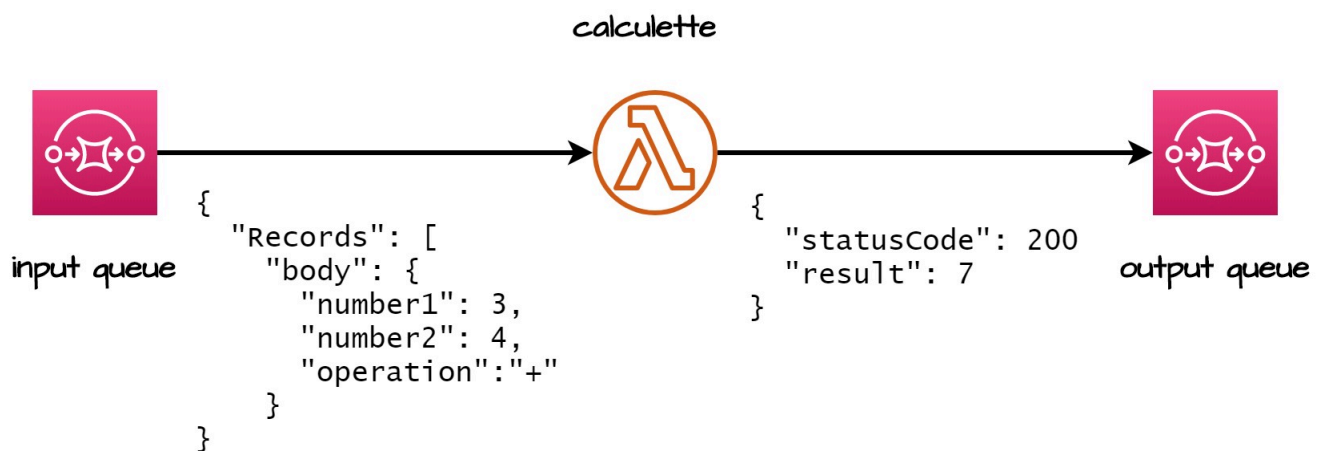 calculette
input queue
{
  "Records": [
    "body": {
      "number1": 3,
      "number2": 4,
      "operation":"+"
    }
}
{
  "statusCode": 200
  "result": 7
}
output queue